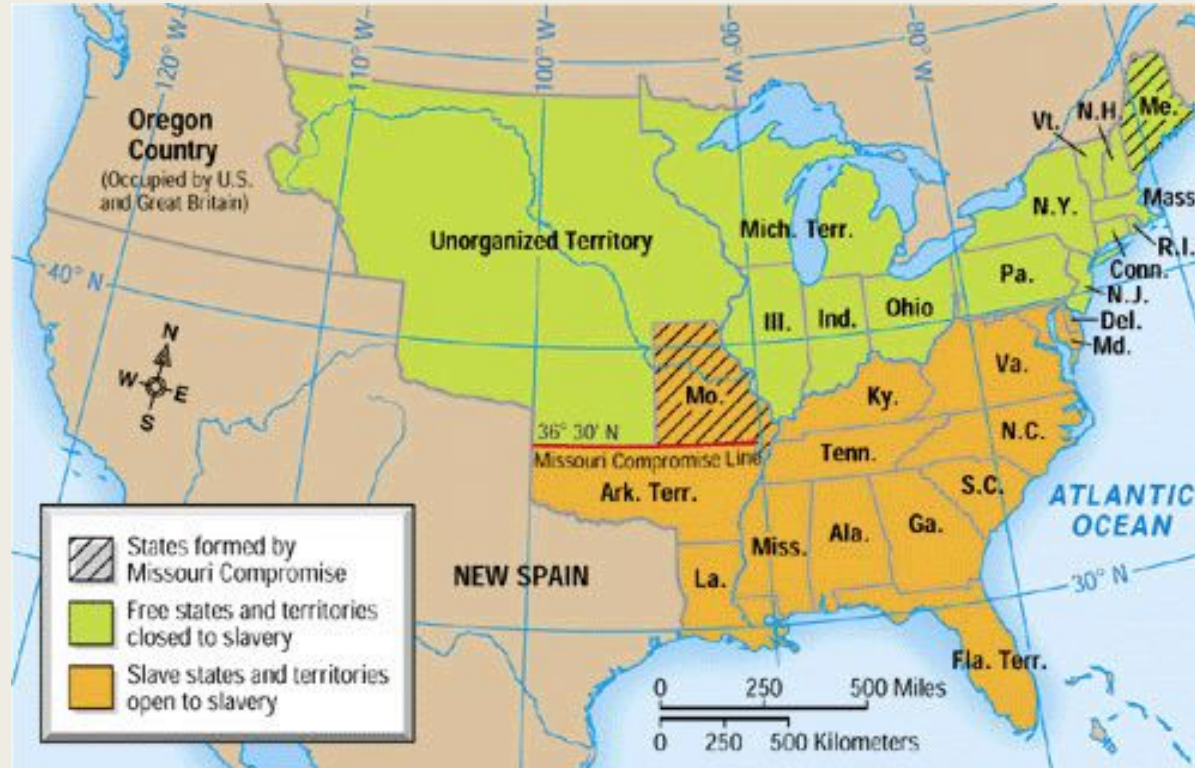 120° W
110° W
100° W
90° W
80° W
Oregon
Country
(Occupied by U.S.
and Great Britain)
Unorganized Territory
Mich. Terr.
Vt.
N.H.
Me.
N.Y.
Mass
R.I.
Conn.
Pa.
N.J.
Del.
Md.
40° N
Ill.
Ind.
Ohio
N
W
E
S
Mo.
Ky.
Va.
36° 30' N
Missouri Compromise Line
Tenn.
N.C.
Ark. Terr.
S.C.
ATLANTIC
OCEAN
Miss.
Ala.
Ga.
La.
NEW SPAIN
30° N
Fla. Terr.
States formed by
Missouri Compromise
Free states and territories
closed to slavery
Slave states and territories
open to slavery
0 250 500 Miles
0 250 500 Kilometers